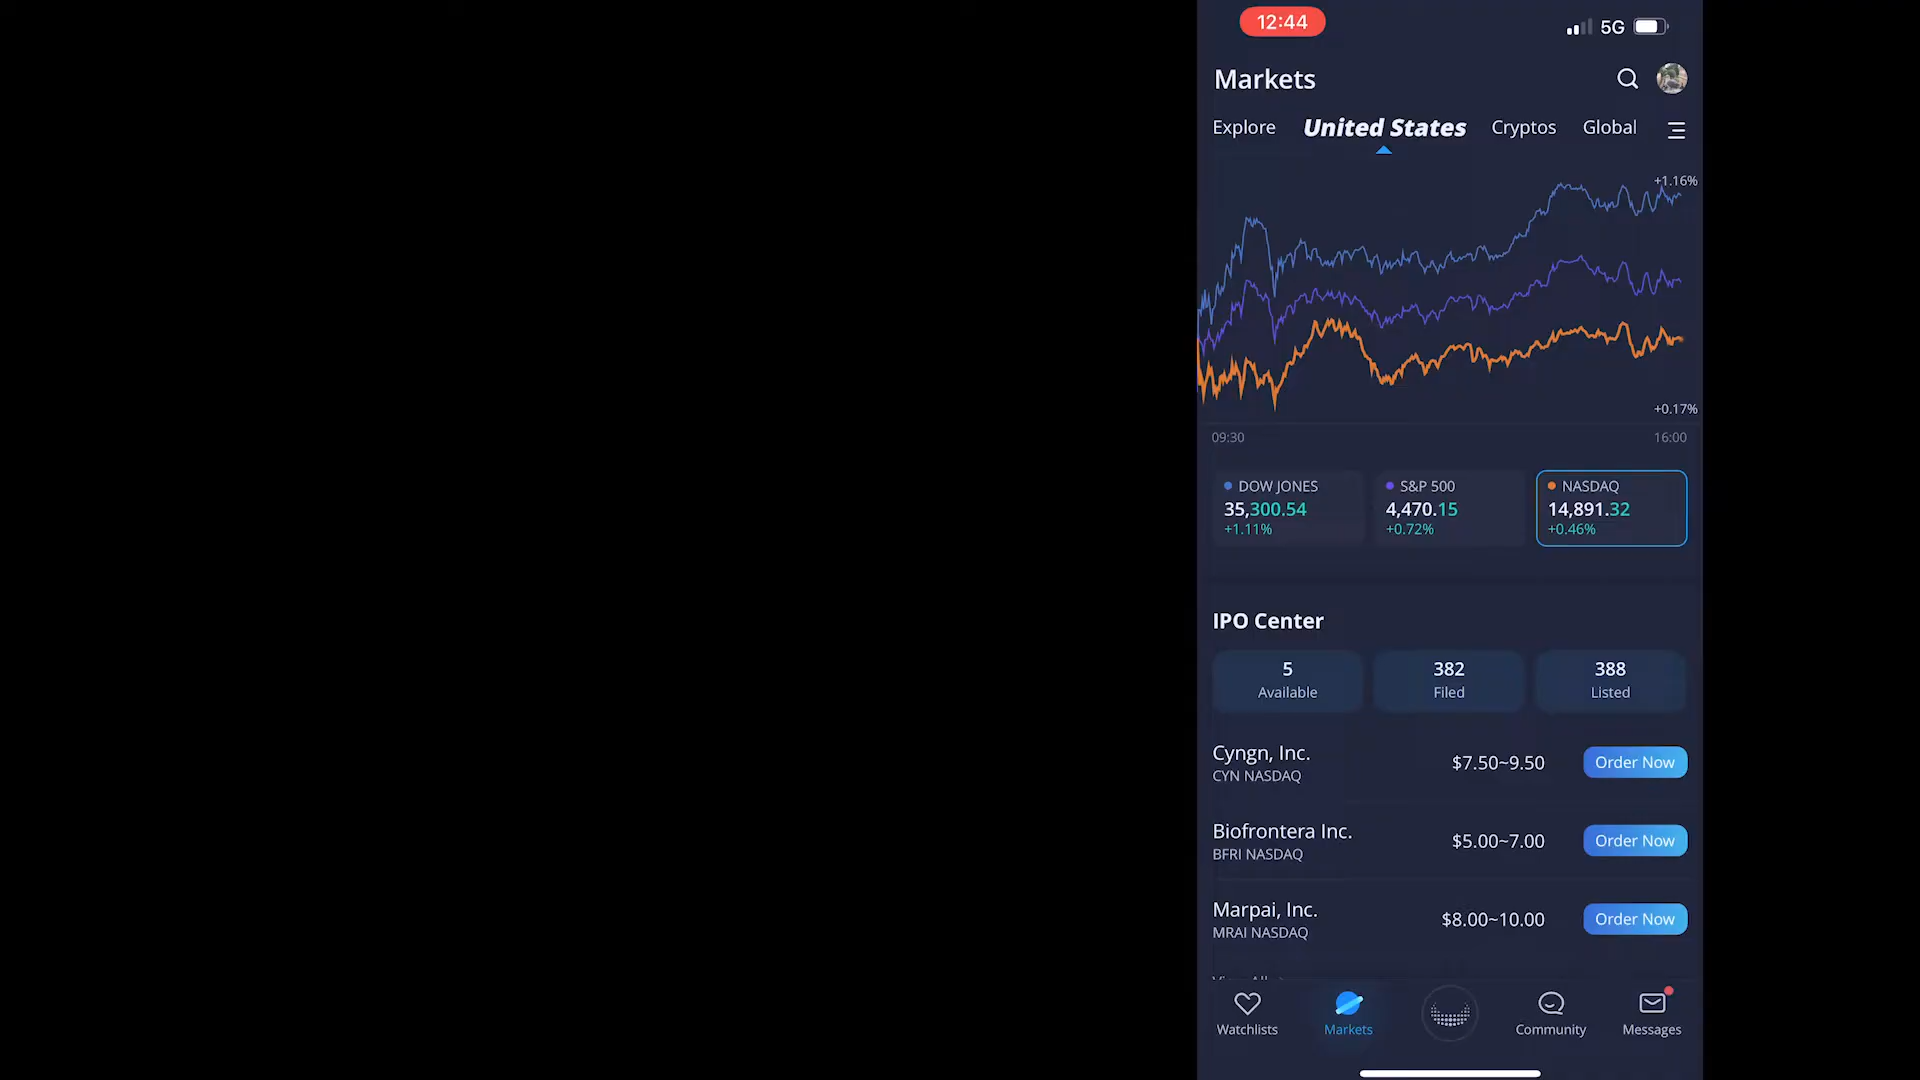 12:44
5G
Markets
Explore United States Cryptos Global
+1.16%
+0.17%
09:30 16:00
DOW JONES
35,300.54
+1.11%
S&P 500
4,470.15
+0.72%
NASDAQ
14,891.32
+0.46%
IPO Center
5
Available
382
Filed
388
Listed
Cyngn, Inc.
CYN NASDAQ
$7.50~9.50
Order Now
Biofrontera Inc.
BFRI NASDAQ
$5.00~7.00
Order Now
Marpai, Inc.
MRAI NASDAQ
$8.00~10.00
Order Now
Watchlists Markets Community Messages